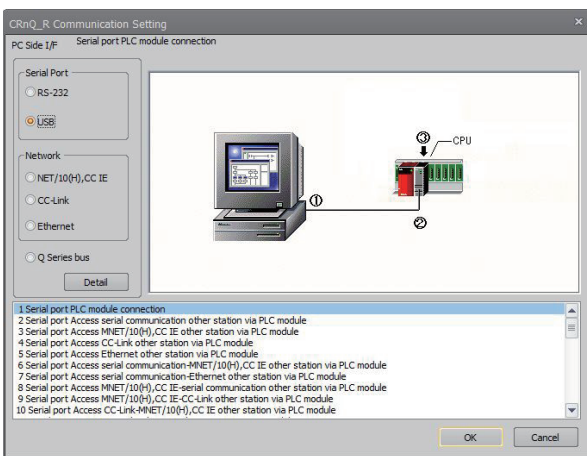 CRnQ_R Communication Setting
PC Side I/F Serial port PLC module connection
Serial Port
RS-232
USB
Network
NET/10(H),CC IE
CC-Link
Ethernet
Q Series bus
Detail
① ② ③
CPU
1 Serial port PLC module connection
2 Serial port Access serial communication other station via PLC module
3 Serial port Access MNET/10(H),CC IE other station via PLC module
4 Serial port Access CC-Link other station via PLC module
5 Serial port Access Ethernet other station via PLC module
6 Serial port Access serial communication-MNET/10(H),CC IE other station via PLC module
7 Serial port Access serial communication-Ethernet other station via PLC module
8 Serial port Access MNET/10(H),CC IE-serial communication other station via PLC module
9 Serial port Access MNET/10(H),CC IE-CC-Link other station via PLC module
10 Serial port Access CC-Link-MNET/10(H),CC IE other station via PLC module
OK
Cancel